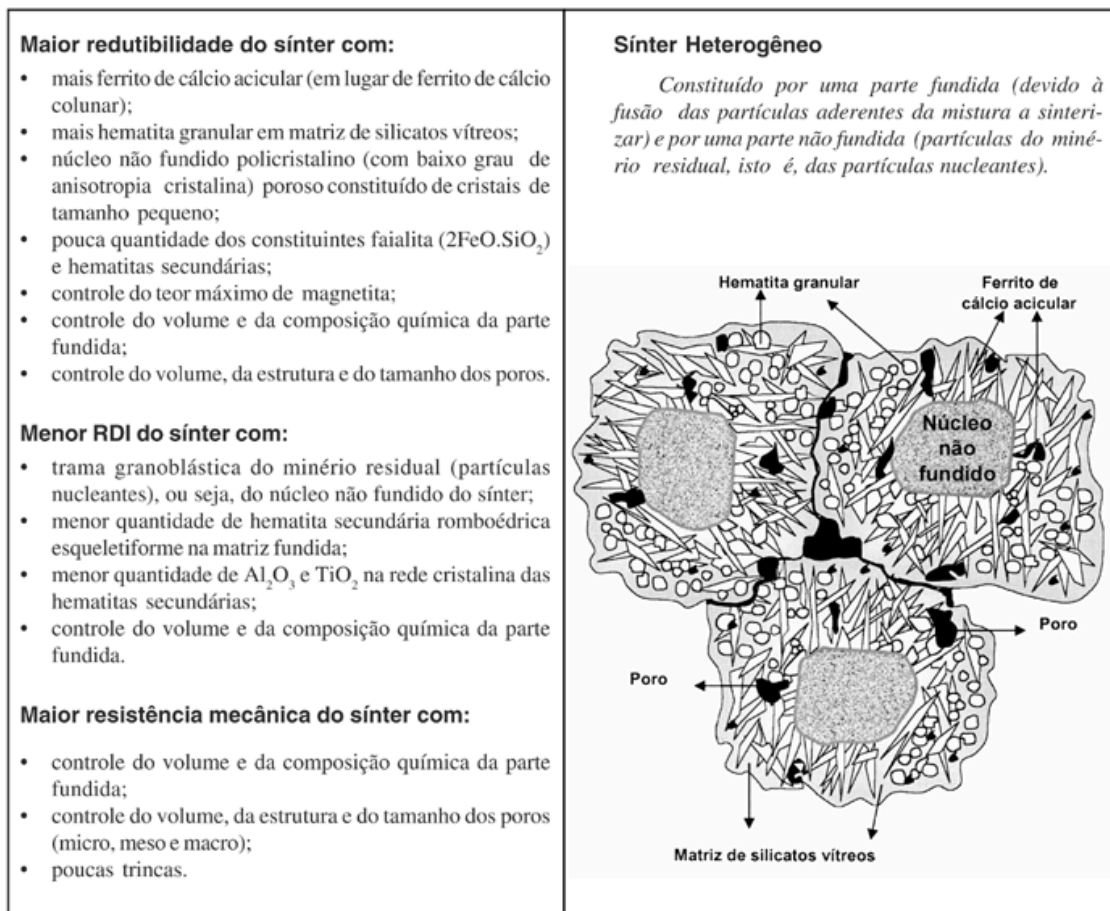 Maior redutibilidade do sínter com:
• mais ferrito de cálcio acicular (em lugar de ferrito de cálcio
colunar);
• mais hematita granular em matriz de silicatos vítreos;
• núcleo não fundido policristalino (com baixo grau de
anisotropia cristalina) poroso constituído de cristais de
tamanho pequeno;
• pouca quantidade dos constituintes faialita (2FeO.SiO₂)
e hematitas secundárias;
• controle do teor máximo de magnetita;
• controle do volume e da composição química da parte
fundida;
• controle do volume, da estrutura e do tamanho dos poros.
Menor RDI do sínter com:
• trama granoblástica do minério residual (partículas
nucleantes), ou seja, do núcleo não fundido do sínter;
• menor quantidade de hematita secundária romboédrica
esqueletiforme na matriz fundida;
• menor quantidade de Al₂O₃ e TiO₂ na rede cristalina das
hematitas secundárias;
• controle do volume e da composição química da parte
fundida.
Maior resistência mecânica do sínter com:
• controle do volume e da composição química da parte
fundida;
• controle do volume, da estrutura e do tamanho dos poros
(micro, meso e macro);
• poucas trincas.
Sínter Heterogêneo
Constituído por uma parte fundida (devido à
fusão das partículas aderentes da mistura a sinteri-
zar) e por uma parte não fundida (partículas do miné-
rio residual, isto é, das partículas nucleantes).
Hematita granular
Ferrito de
cálcio acicular
Núcleo
não
fundido
Poro
Poro
Matriz de silicatos vítreos